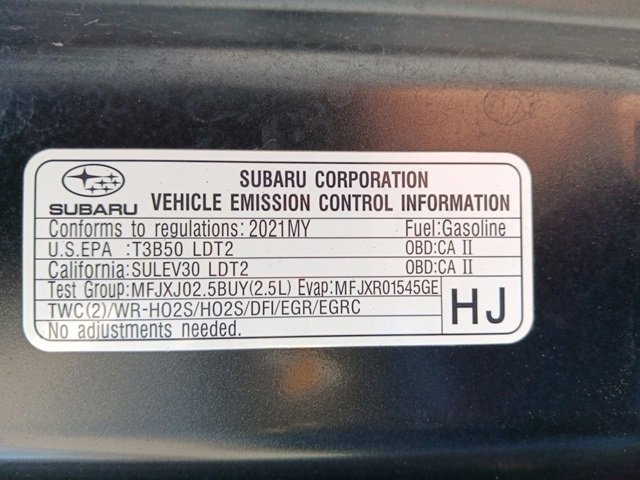 SUBARU
SUBARU CORPORATION
VEHICLE EMISSION CONTROL INFORMATION
Conforms to regulations:2021MY Fuel:Gasoline
U.S.EPA :T3B50 LDT2 OBD:CA II
California:SULEV30 LDT2 OBD:CA II
Test Group:MFJXJ02.5BUY(2.5L) Evap:MFJXR01545GE
TWC(2)/WR-HO2S/HO2S/DFI/EGR/EGRC
No adjustments needed.
HJ